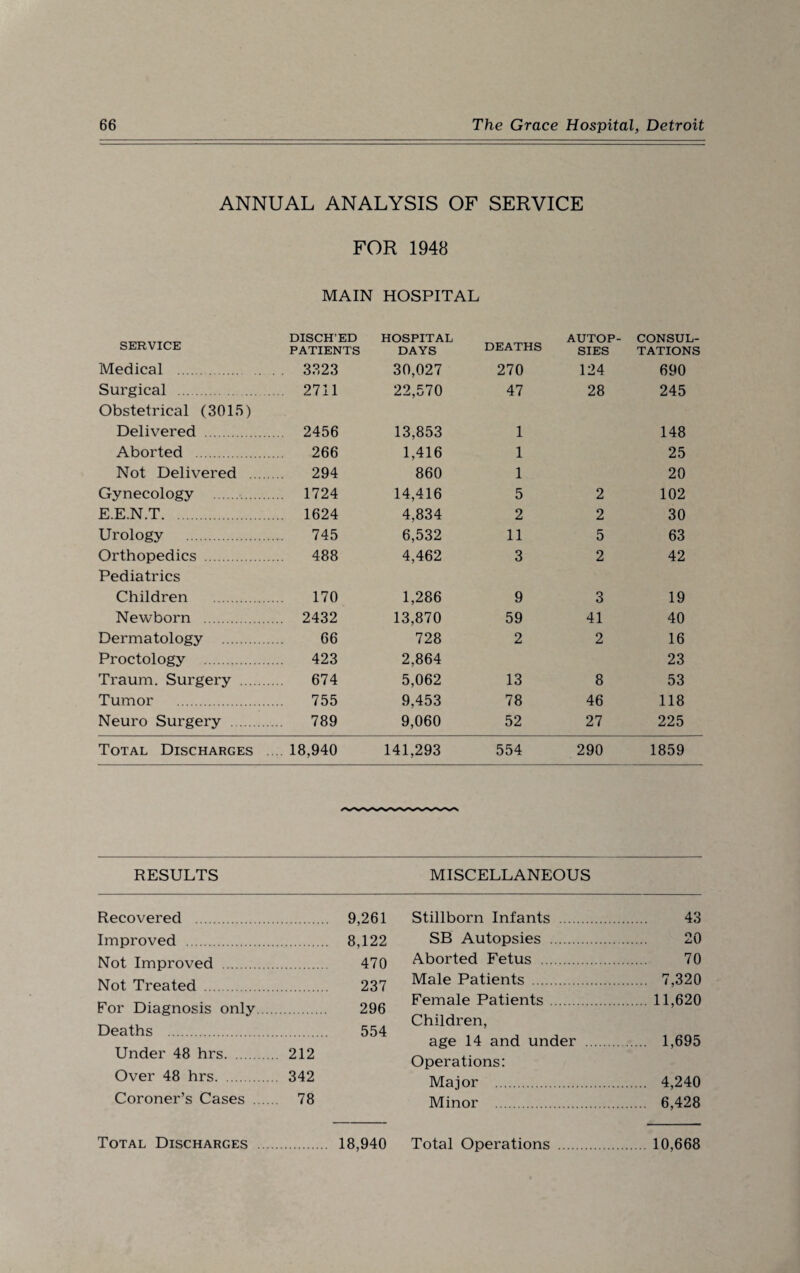 66 The Grace Hospital, Detroit
ANNUAL ANALYSIS OF SERVICE
FOR 1948
MAIN HOSPITAL
SERVICE DISCH'ED PATIENTS HOSPITAL DAYS DEATHS AUTOP- SIES CONSUL- TATIONS
Medical 3323 30,027 270 124 690
Surgical 2711 22,570 47 28 245
Obstetrical (3015)
Delivered 2456 13,853 1 148
Aborted 266 1,416 1 25
Not Delivered 294 860 1 20
Gynecology 1724 14,416 5 2 102
E.E.N.T. 1624 4,834 2 2 30
Urology 745 6,532 11 5 63
Orthopedics 488 4,462 3 2 42
Pediatrics
Children 170 1,286 9 3 19
Newborn 2432 13,870 59 41 40
Dermatology 66 728 2 2 16
Proctology 423 2,864 23
Traum. Surgery 674 5,062 13 8 53
Tumor 755 9,453 78 46 118
Neuro Surgery 789 9,060 52 27 225
TOTAL DISCHARGES 18,940 141,293 554 290 1859
RESULTS
Recovered 9,261
Improved 8,122
Not Improved 470
Not Treated 237
For Diagnosis only 296
Deaths 554
Under 48 hrs. 212
Over 48 hrs. 342
Coroner's Cases 78
TOTAL DISCHARGES 18,940
MISCELLANEOUS
Stillborn Infants 43
SB Autopsies 20
Aborted Fetus 70
Male Patients 7,320
Female Patients 11,620
Children,
age 14 and under 1,695
Operations:
Major 4,240
Minor 6,428
Total Operations 10,668